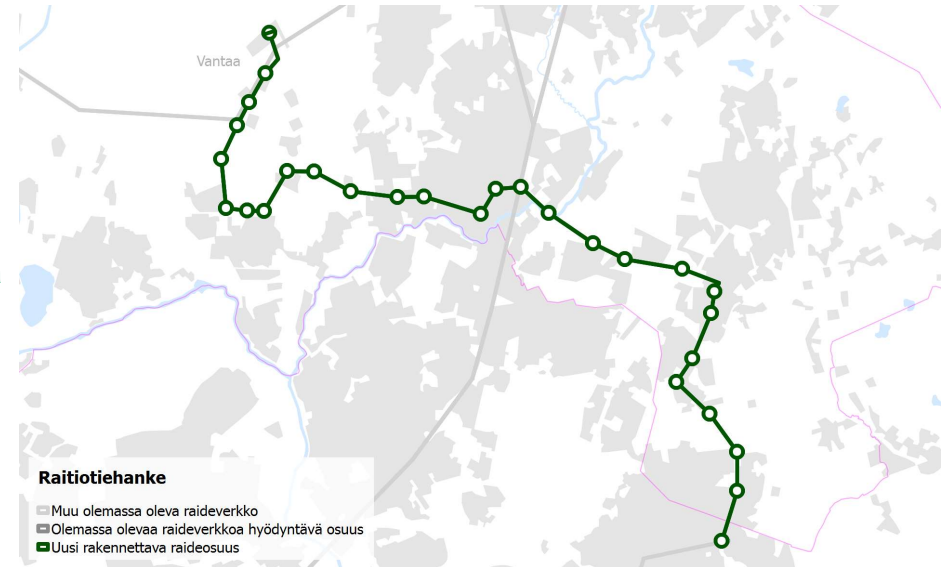 Vantaa
Raitiotiehanke
Muu olemassa oleva raideverkko
Olemassa olevaa raideverkkoa hyödyntävä osuus
Uusi rakennettava raideosuus